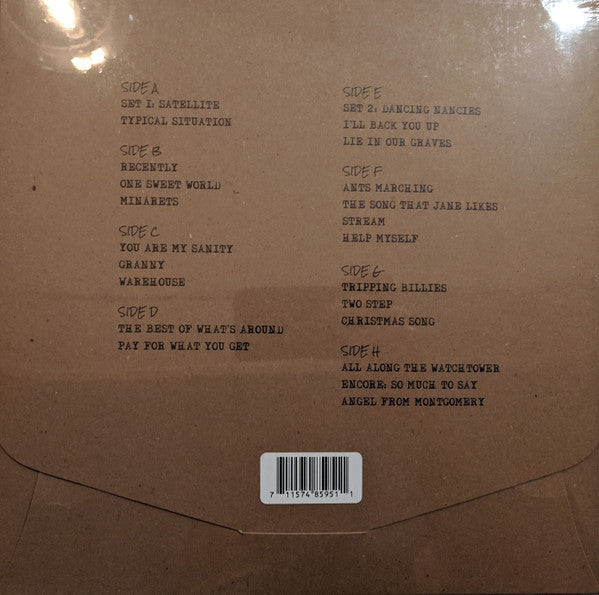 SIDE A
SET 1: SATELLITE
TYPICAL SITUATION
SIDE B
RECENTLY
ONE SWEET WORLD
MINARETS
SIDE C
YOU ARE MY SANITY
GRANNY
WAREHOUSE
SIDE D
THE BEST OF WHAT'S AROUND
PAY FOR WHAT YOU GET
SIDE E
SET 2: DANCING NANCIES
I'LL BACK YOU UP
LIE IN OUR GRAVES
SIDE F
ANTS MARCHING
THE SONG THAT JANE LIKES
STREAM
HELP MYSELF
SIDE G
TRIPPING BILLIES
TWO STEP
CHRISTMAS SONG
SIDE H
ALL ALONG THE WATCHTOWER
ENCORE: SO MUCH TO SAY
ANGEL FROM MONTGOMERY
7 11574 85951 1